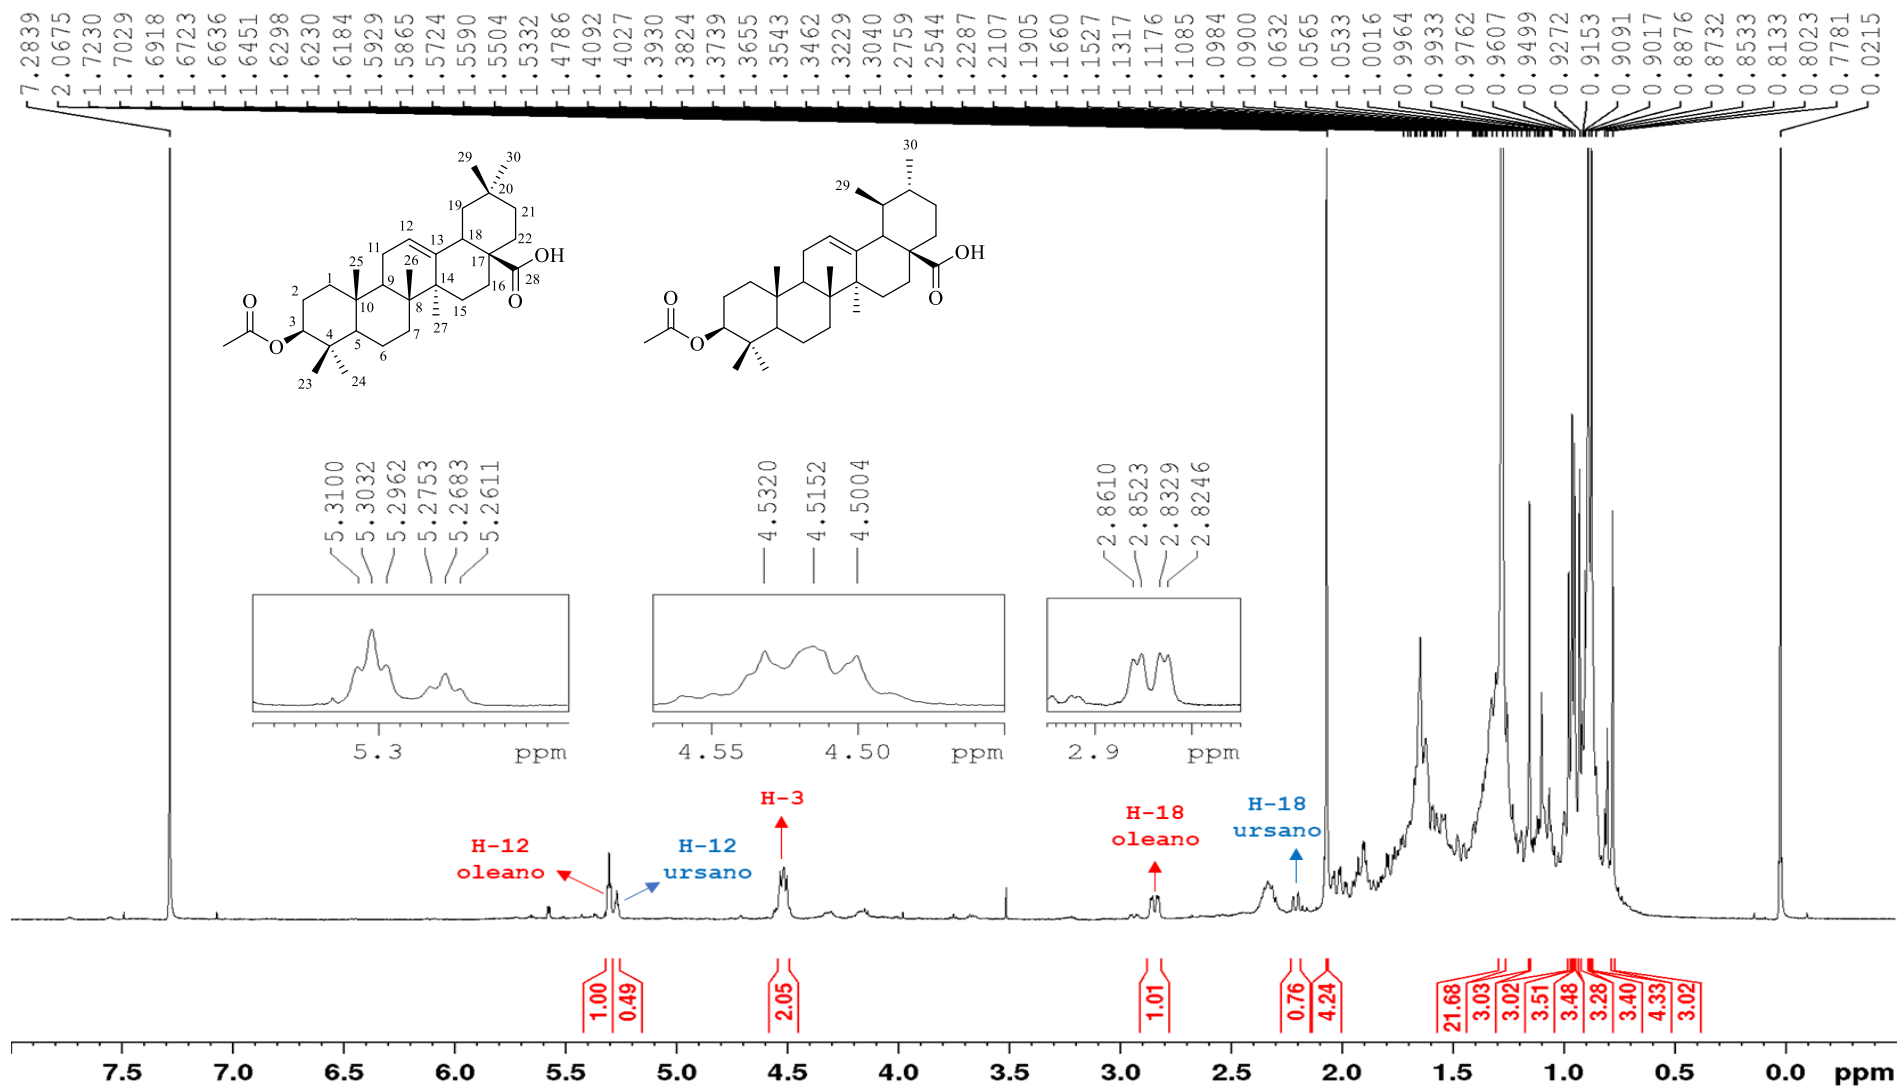 7.2839 2.0675 1.7230 1.7029 1.6918 1.6723 1.6636 1.6451 1.6298 1.6230 1.6184 1.5929 1.5865 1.5724 1.5590 1.5504 1.5332 1.4786 1.4092 1.4027 1.3930 1.3824 1.3739 1.3655 1.3543 1.3462 1.3229 1.3040 1.2759 1.2544 1.2287 1.2107 1.1905 1.1660 1.1527 1.1317 1.1176 1.1085 1.0984 1.0900 1.0632 1.0565 1.0533 1.0016 0.9964 0.9933 0.9762 0.9607 0.9499 0.9272 0.9153 0.9091 0.9017 0.8876 0.8732 0.8533 0.8133 0.8023 0.7781 0.0215
29 30
20
19 21
12
13 18 22
11
OH
25 26 17
28
1 9 14 16 O
2
10 8 15
O
3 4 27
5 7
O
6
23 24
30
29
OH
O
O
O
5.3100 5.3032 5.2962 5.2753 5.2683 5.2611
5.3 ppm
4.5320 4.5152 4.5004
4.55 4.50 ppm
2.8610 2.8523 2.8329 2.8246
2.9 ppm
H-12
oleano
H-12
ursano
H-3
H-18
oleano
H-18
ursano
1.00 0.49 2.05 1.01 0.76 4.24 21.68 3.03 3.02 3.51 3.48 3.28 3.40 4.33 3.02
7.5 7.0 6.5 6.0 5.5 5.0 4.5 4.0 3.5 3.0 2.5 2.0 1.5 1.0 0.5 0.0 ppm